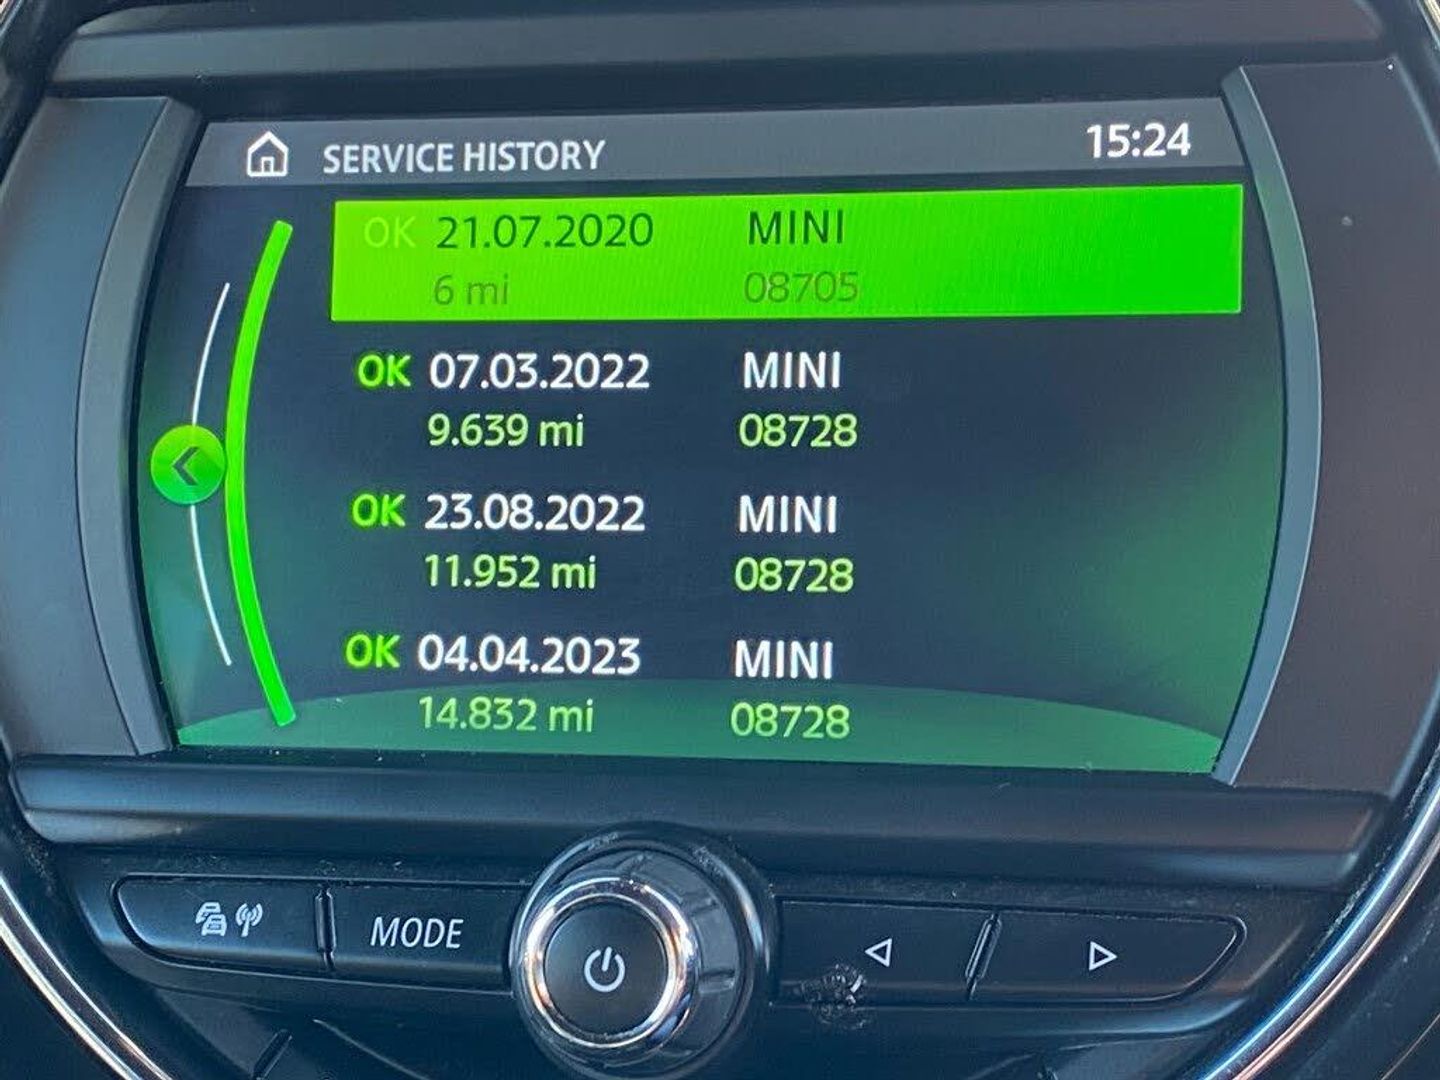 SERVICE HISTORY 15:24
OK 21.07.2020 MINI
6 mi 08705
OK 07.03.2022 MINI
9.639 mi 08728
OK 23.08.2022 MINI
11.952 mi 08728
OK 04.04.2023 MINI
14.832 mi 08728
MODE